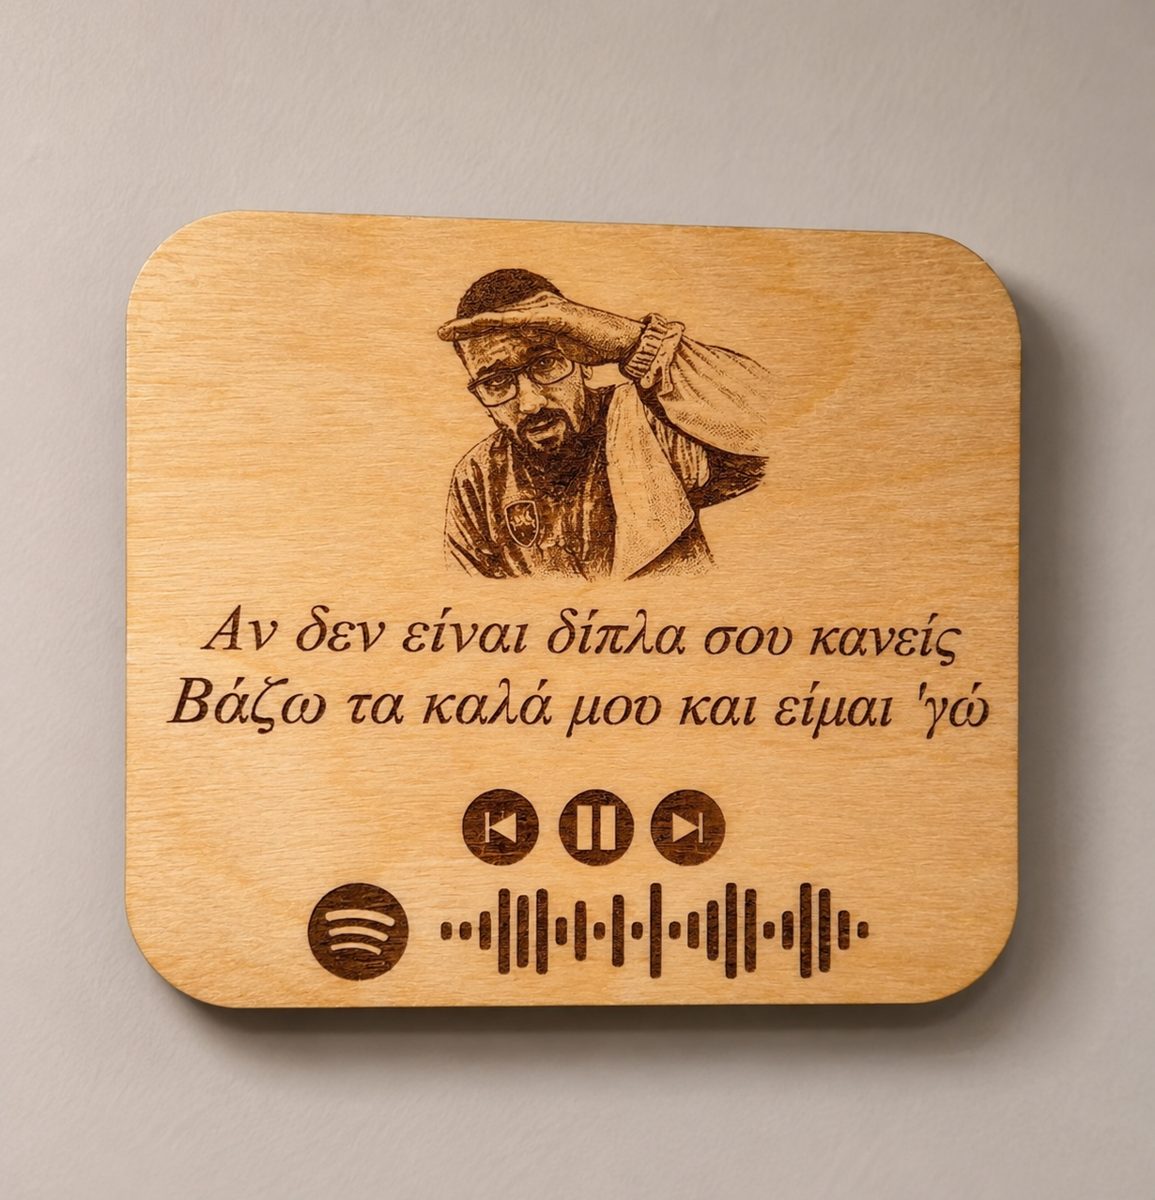 Αν δεν είναι δίπλα σου κανείς
Βάζω τα καλά μου και είμαι 'γώ